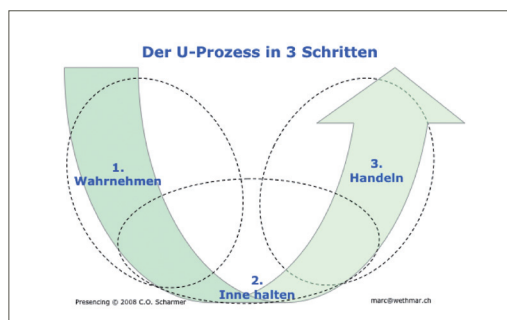 Der U-Prozess in 3 Schritten
1.
Wahrnehmen
3.
Handeln
2.
Inne halten
Presencing © 2008 C.O. Scharmer
marc@wethmar.ch